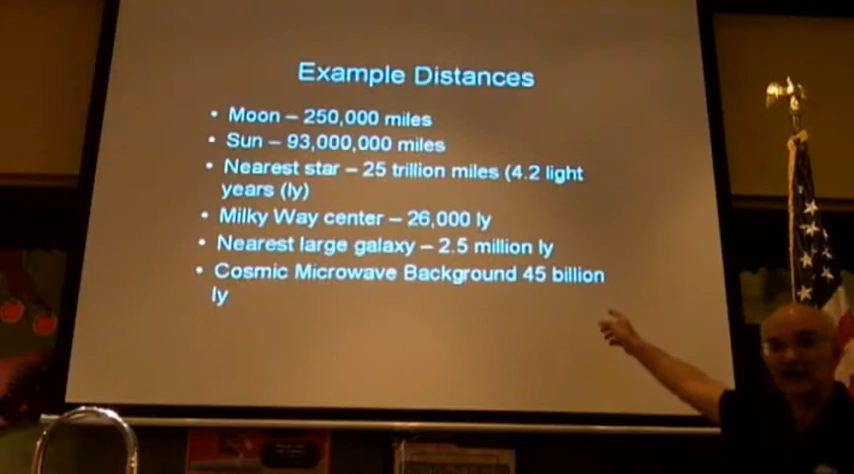 Example Distances
• Moon – 250,000 miles
• Sun – 93,000,000 miles
• Nearest star – 25 trillion miles (4.2 light
years (ly)
• Milky Way center – 26,000 ly
• Nearest large galaxy – 2.5 million ly
• Cosmic Microwave Background 45 billion
ly